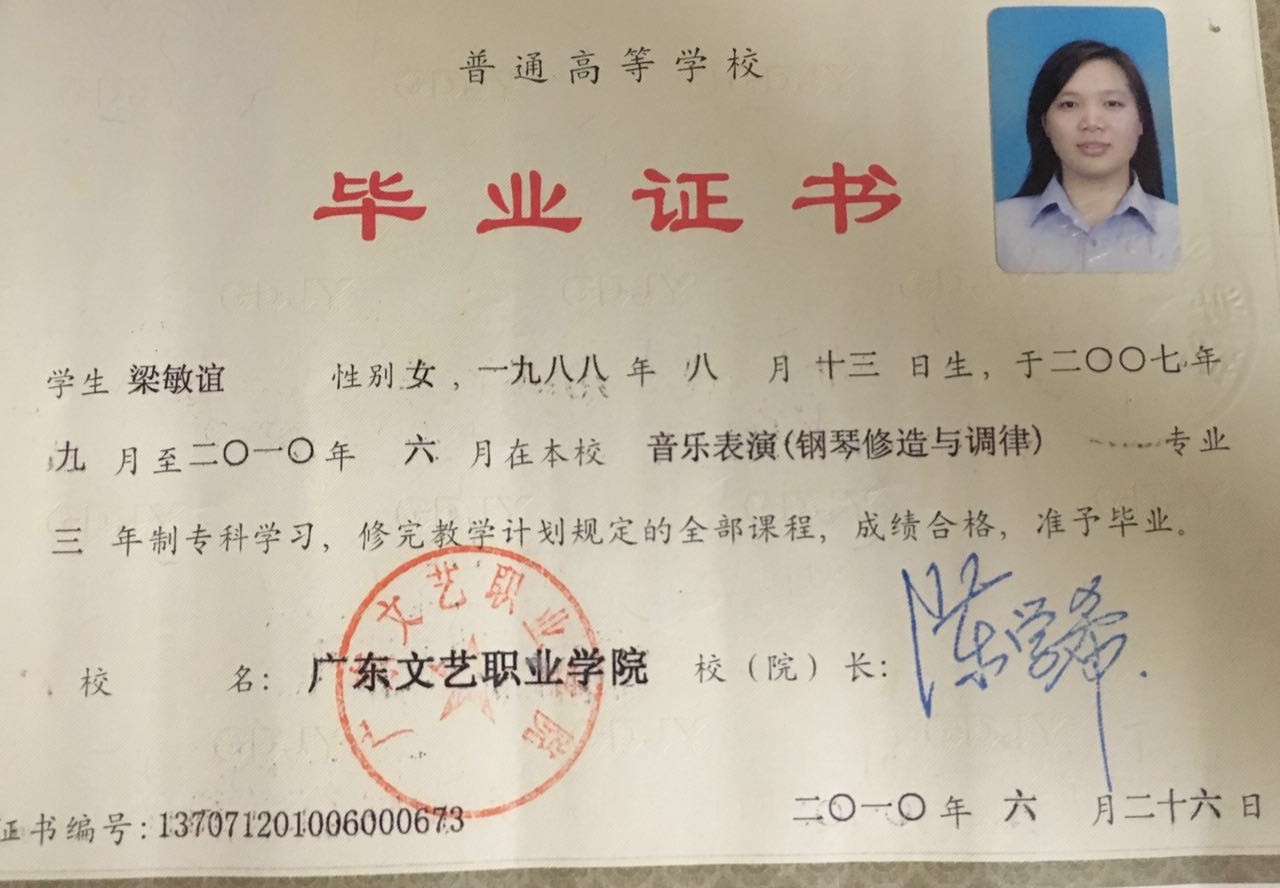 普通高等学校
毕业证书
学生 梁敏谊 性别 女，一九八八年 八 月 十三 日生，于二〇〇七年
九 月至二〇一〇年 六 月在本校 音乐表演(钢琴修造与调律) 专业
三 年制专科学习，修完教学计划规定的全部课程，成绩合格，准予毕业。
广东文艺职业学院
校 名：广东文艺职业学院 校（院）长：
证书编号：137071201006000673 二〇一〇年 六 月二十六日